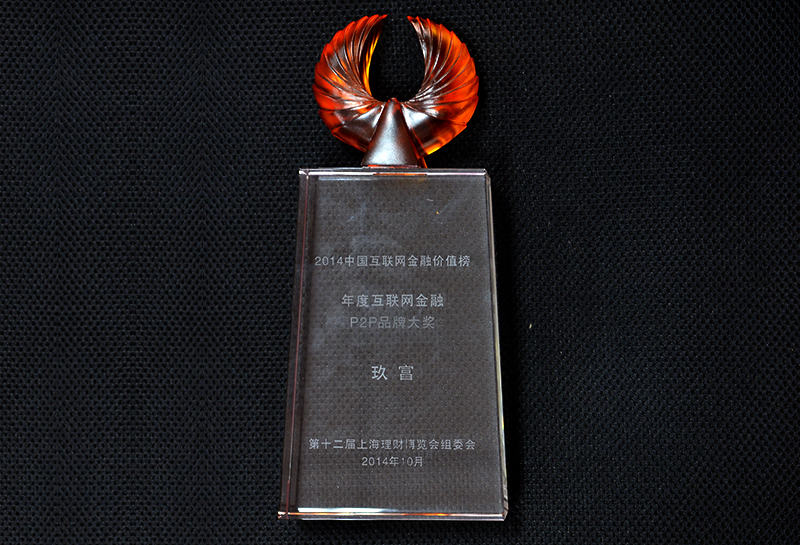 2014中国互联网金融价值榜
年度互联网金融
P2P品牌大奖
玖富
第十二届上海理财博览会组委会
2014年10月